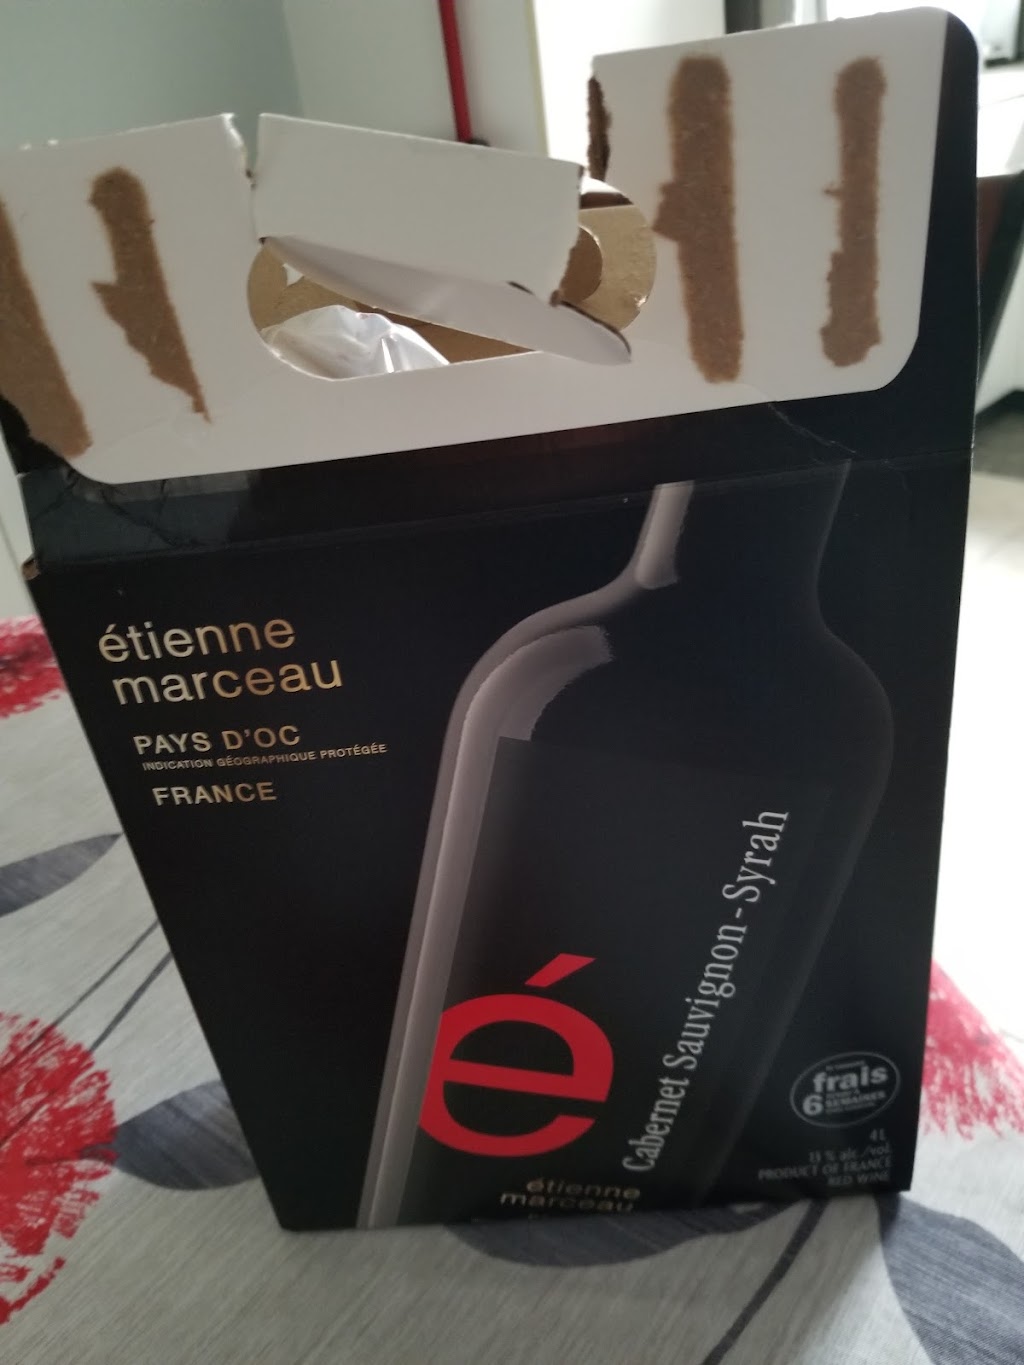 étienne
marceau
PAYS D'OC
INDICATION GÉOGRAPHIQUE PROTÉGÉE
FRANCE
Cabernet Sauvignon-Syrah
é
étienne
marceau
frais
6
SEMAINES
4 L
13 % alc./vol.
PRODUCT OF FRANCE
RED WINE